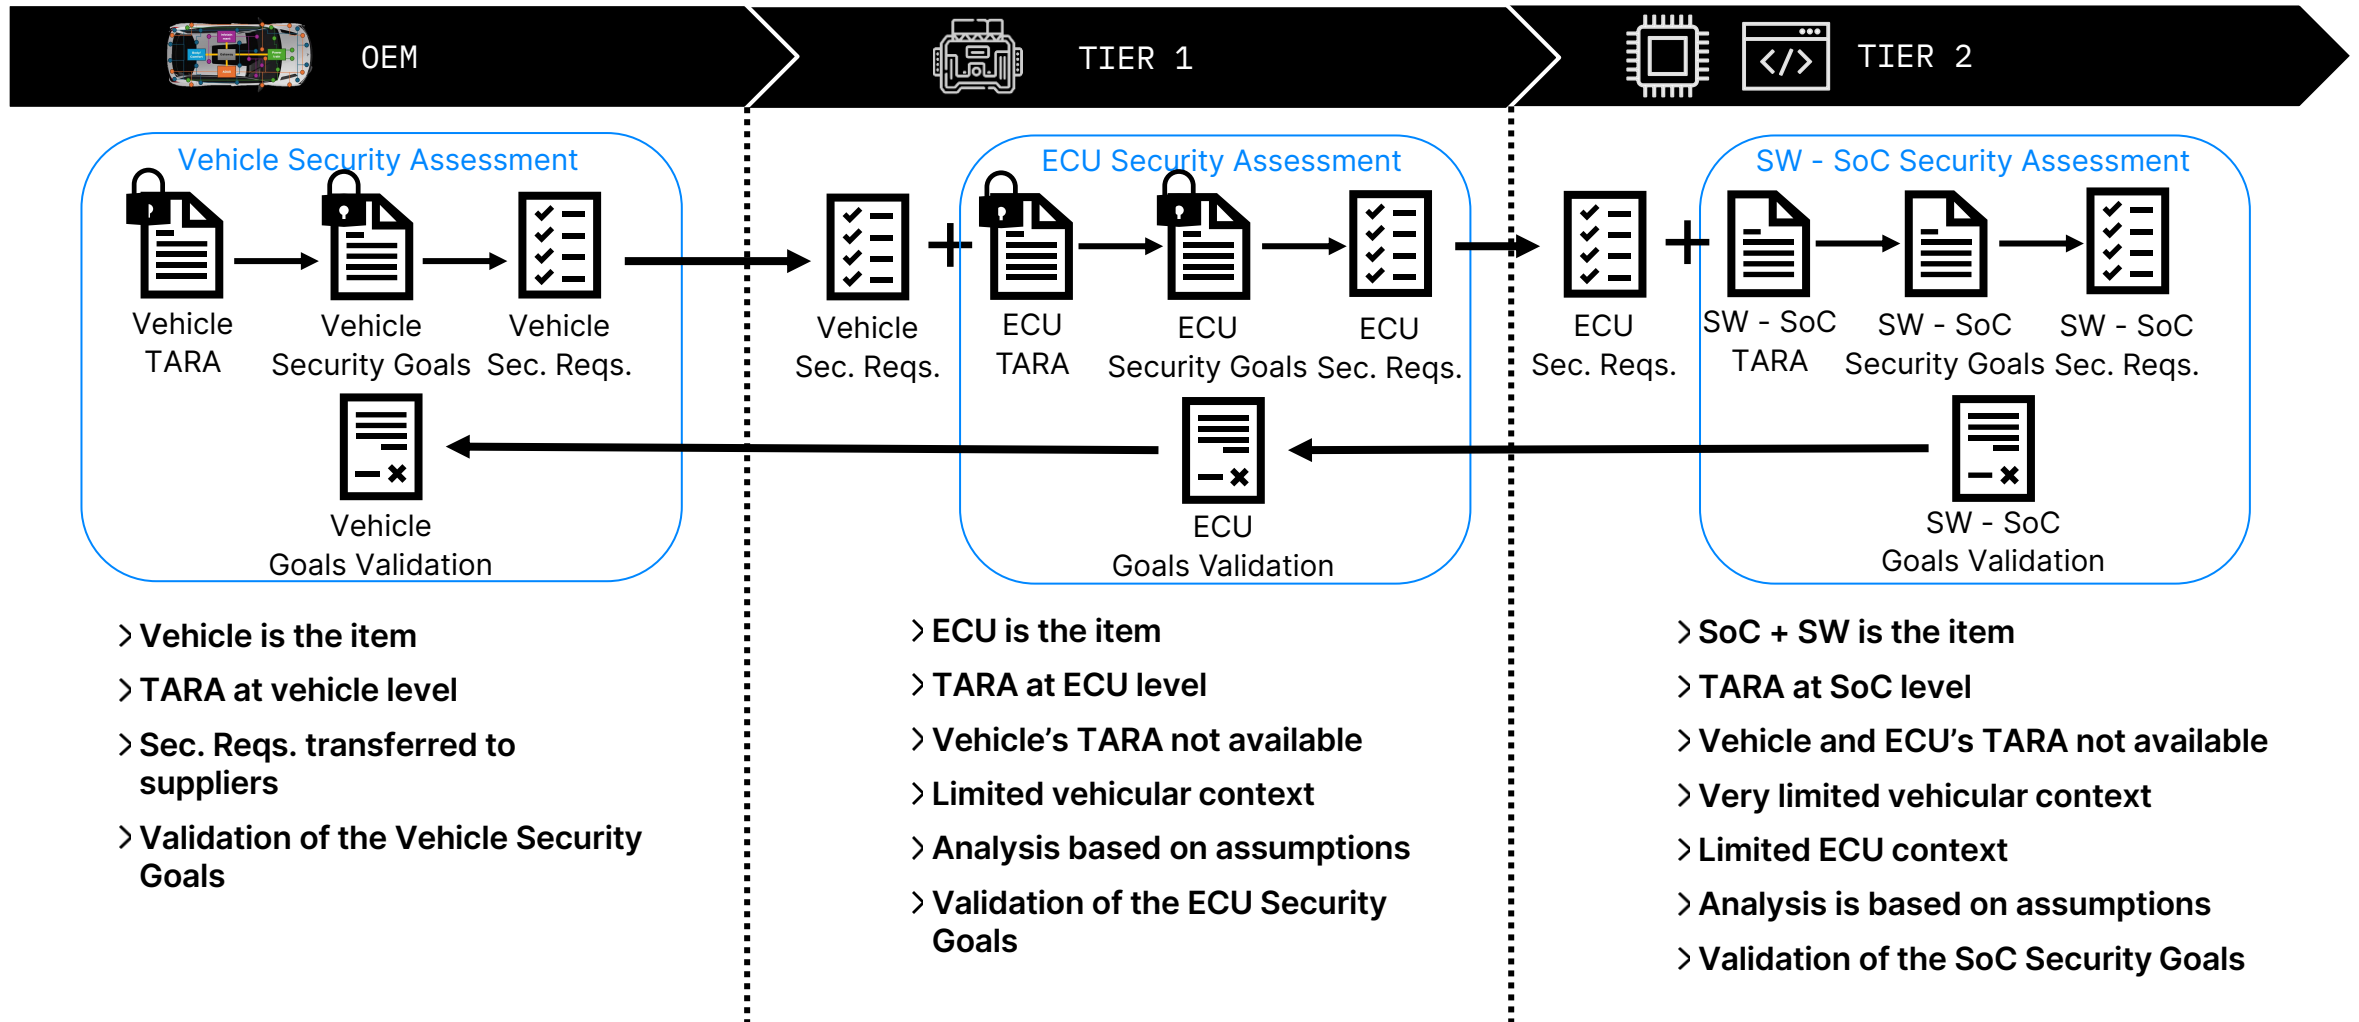 OEM
TIER 1
TIER 2
Vehicle Security Assessment
Vehicle
TARA
Vehicle
Security Goals
Vehicle
Sec. Reqs.
Vehicle
Goals Validation
Vehicle
Sec. Reqs.
ECU Security Assessment
ECU
TARA
ECU
Security Goals
ECU
Sec. Reqs.
ECU
Goals Validation
ECU
Sec. Reqs.
SW - SoC Security Assessment
SW - SoC
TARA
SW - SoC
Security Goals
SW - SoC
Sec. Reqs.
SW - SoC
Goals Validation
Vehicle is the item
TARA at vehicle level
Sec. Reqs. transferred to
suppliers
Validation of the Vehicle Security
Goals
ECU is the item
TARA at ECU level
Vehicle’s TARA not available
Limited vehicular context
Analysis based on assumptions
Validation of the ECU Security
Goals
SoC + SW is the item
TARA at SoC level
Vehicle and ECU’s TARA not available
Very limited vehicular context
Limited ECU context
Analysis is based on assumptions
Validation of the SoC Security Goals